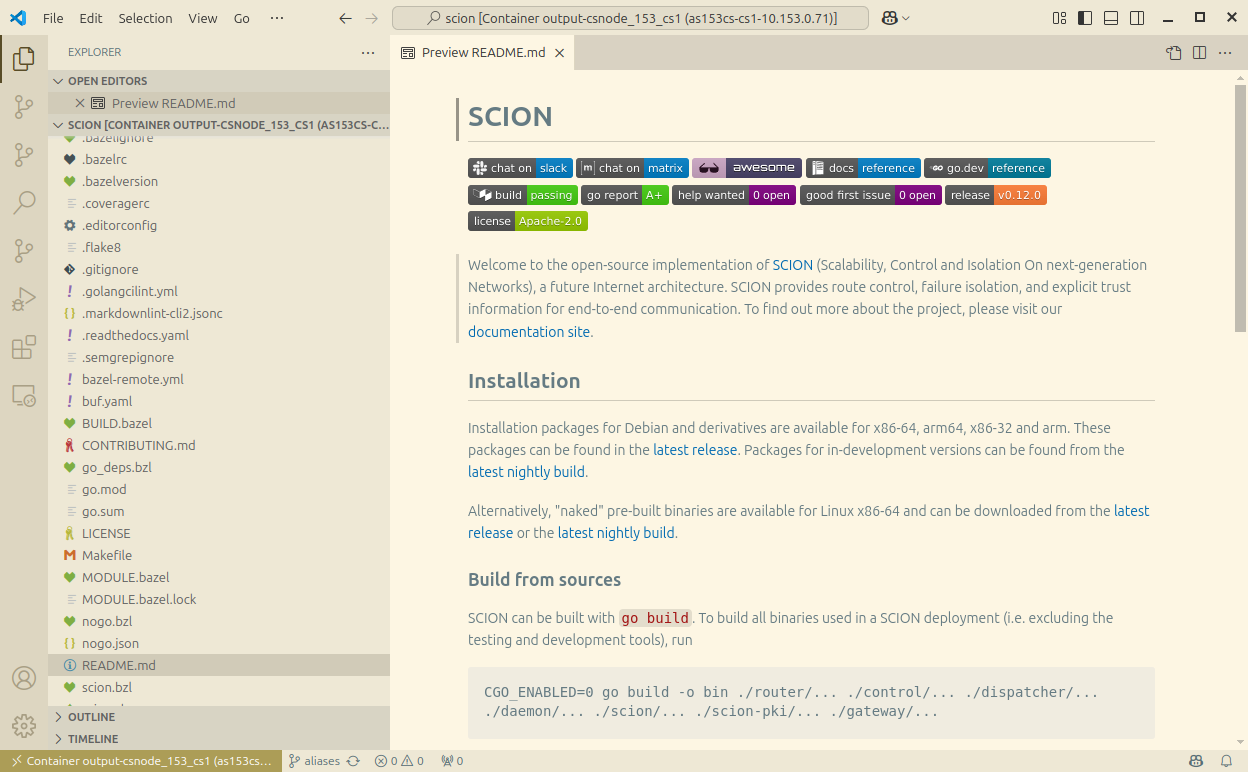 File Edit Selection View Go ···
scion [Container output-csnode_153_cs1 (as153cs-cs1-10.153.0.71)]
EXPLORER
OPEN EDITORS
Preview README.md
SCION [CONTAINER OUTPUT-CSNODE_153_CS1 (AS153CS-C...
.bazelignore
.bazelrc
.bazelversion
.coveragerc
.editorconfig
.flake8
.gitignore
.golangcilint.yml
.markdownlint-cli2.jsonc
.readthedocs.yaml
.semgrepignore
bazel-remote.yml
buf.yaml
BUILD.bazel
CONTRIBUTING.md
go_deps.bzl
go.mod
go.sum
LICENSE
Makefile
MODULE.bazel
MODULE.bazel.lock
nogo.bzl
nogo.json
README.md
scion.bzl
OUTLINE
TIMELINE
Preview README.md
SCION
chat on slack chat on matrix awesome docs reference go.dev reference
build passing go report A+ help wanted 0 open good first issue 0 open release v0.12.0
license Apache-2.0
Welcome to the open-source implementation of SCION (Scalability, Control and Isolation On next-generation
Networks), a future Internet architecture. SCION provides route control, failure isolation, and explicit trust
information for end-to-end communication. To find out more about the project, please visit our
documentation site.
Installation
Installation packages for Debian and derivatives are available for x86-64, arm64, x86-32 and arm. These
packages can be found in the latest release. Packages for in-development versions can be found from the
latest nightly build.
Alternatively, "naked" pre-built binaries are available for Linux x86-64 and can be downloaded from the latest
release or the latest nightly build.
Build from sources
SCION can be built with go build. To build all binaries used in a SCION deployment (i.e. excluding the
testing and development tools), run
CGO_ENABLED=0 go build -o bin ./router/... ./control/... ./dispatcher/...
./daemon/... ./scion/... ./scion-pki/... ./gateway/...
Container output-csnode_153_cs1 (as153cs... aliases 0 0 0